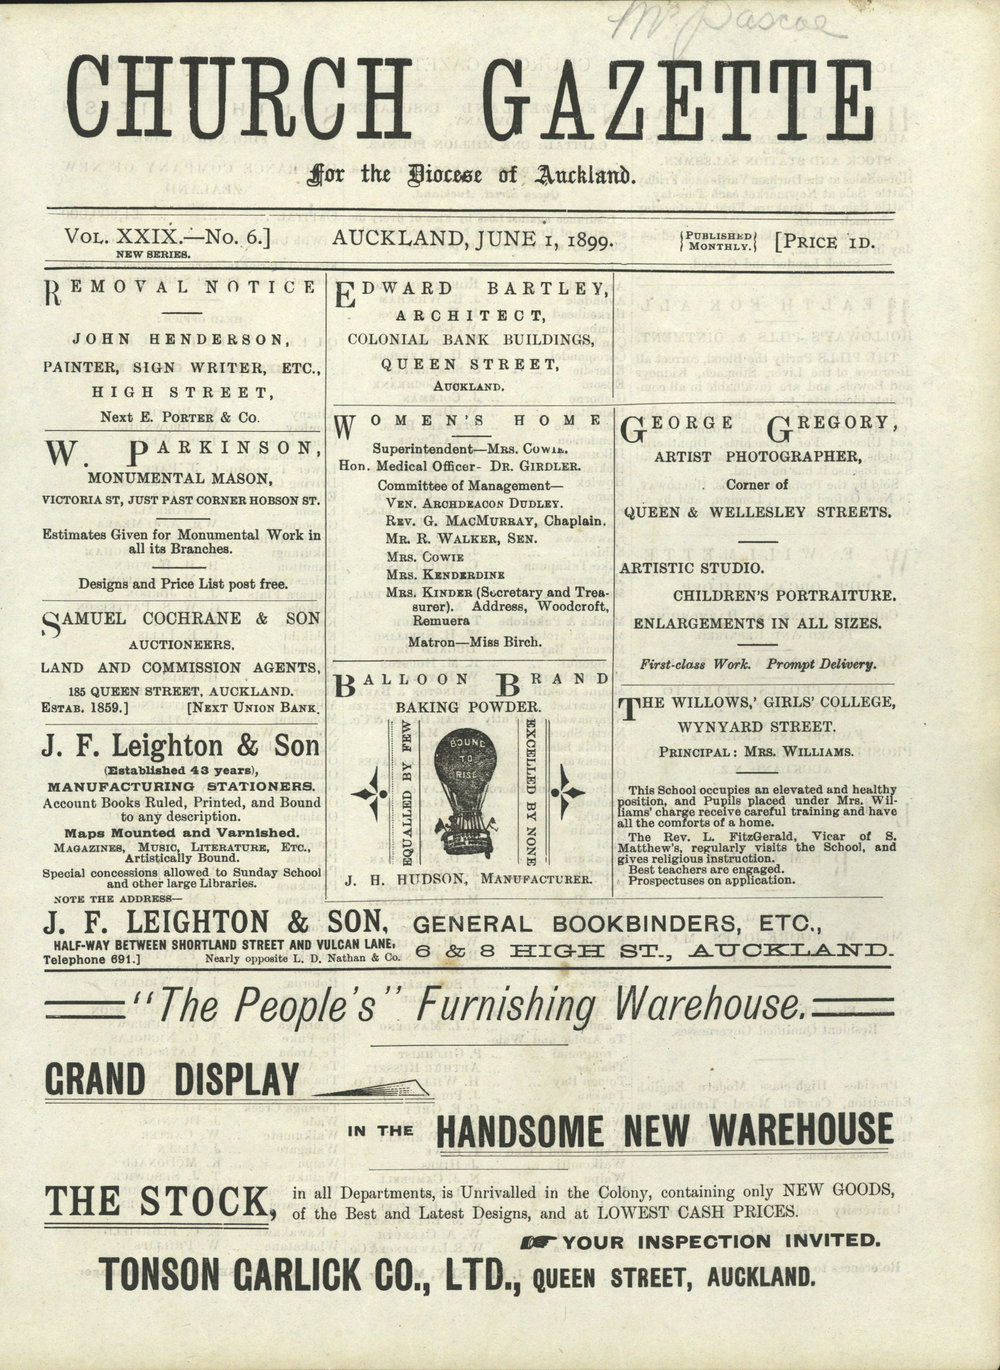 Mr Pascoe
CHURCH GAZETTE
For the Diocese of Auckland.
VOL. XXIX.—No. 6.]
NEW SERIES.
AUCKLAND, JUNE 1, 1899.
{PUBLISHED MONTHLY.}
[PRICE 1D.
REMOVAL NOTICE
JOHN HENDERSON,
PAINTER, SIGN WRITER, ETC.,
HIGH STREET,
Next E. PORTER & Co.
W. PARKINSON,
MONUMENTAL MASON,
VICTORIA ST, JUST PAST CORNER HOBSON ST.
Estimates Given for Monumental Work in
all its Branches.
Designs and Price List post free.
SAMUEL COCHRANE & SON
AUCTIONEERS,
LAND AND COMMISSION AGENTS,
185 QUEEN STREET, AUCKLAND.
ESTAB. 1859.] [NEXT UNION BANK.
J. F. Leighton & Son
(Established 43 years),
MANUFACTURING STATIONERS.
Account Books Ruled, Printed, and Bound
to any description.
Maps Mounted and Varnished.
MAGAZINES, MUSIC, LITERATURE, ETC.,
Artistically Bound.
Special concessions allowed to Sunday School
and other large Libraries.
NOTE THE ADDRESS—
EDWARD BARTLEY,
ARCHITECT,
COLONIAL BANK BUILDINGS,
QUEEN STREET,
AUCKLAND.
WOMEN'S HOME
Superintendent—MRS. COWIE.
Hon. Medical Officer- DR. GIRDLER.
Committee of Management—
VEN. ARCHDEACON DUDLEY.
REV. G. MACMURRAY, Chaplain.
MR. R. WALKER, SEN.
MRS. COWIE
MRS. KENDERDINE
MRS. KINDER (Secretary and Trea-
surer). Address, Woodcroft,
Remuera
Matron—Miss Birch.
BALLOON BRAND
BAKING POWDER.
EQUALLED BY FEW
BOUND
TO
RISE
EXCELLED BY NONE
J. H. HUDSON, MANUFACTURER.
GEORGE GREGORY,
ARTIST PHOTOGRAPHER,
Corner of
QUEEN & WELLESLEY STREETS.
ARTISTIC STUDIO.
CHILDREN'S PORTRAITURE.
ENLARGEMENTS IN ALL SIZES.
First-class Work. Prompt Delivery.
THE WILLOWS,' GIRLS' COLLEGE,
WYNYARD STREET.
PRINCIPAL: MRS. WILLIAMS.
This School occupies an elevated and healthy
position, and Pupils placed under Mrs. Wil-
liams' charge receive careful training and have
all the comforts of a home.
The Rev. L. FitzGerald, Vicar of S.
Matthew's, regularly visits the School, and
gives religious instruction.
Best teachers are engaged.
Prospectuses on application.
J. F. LEIGHTON & SON, GENERAL BOOKBINDERS, ETC.,
HALF-WAY BETWEEN SHORTLAND STREET AND VULCAN LANE,
Telephone 691.] Nearly opposite L. D. Nathan & Co.
6 & 8 HIGH ST., AUCKLAND.
"The People's" Furnishing Warehouse.
GRAND DISPLAY
IN THE HANDSOME NEW WAREHOUSE
THE STOCK, in all Departments, is Unrivalled in the Colony, containing only NEW GOODS,
of the Best and Latest Designs, and at LOWEST CASH PRICES.
YOUR INSPECTION INVITED.
TONSON GARLICK CO., LTD., QUEEN STREET, AUCKLAND.